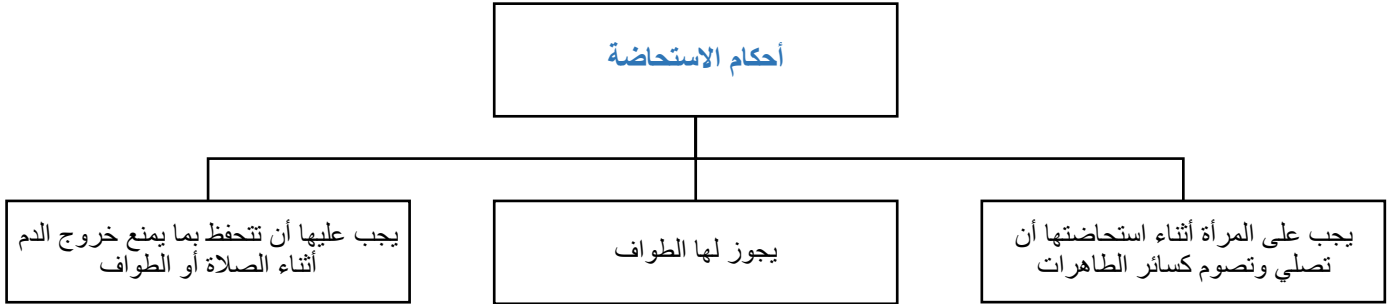 أحكام الاستحاضة
يجب على المرأة أثناء استحاضتها أن
تصلي وتصوم كسائر الطاهرات
يجوز لها الطواف
يجب عليها أن تتحفظ بما يمنع خروج الدم
أثناء الصلاة أو الطواف